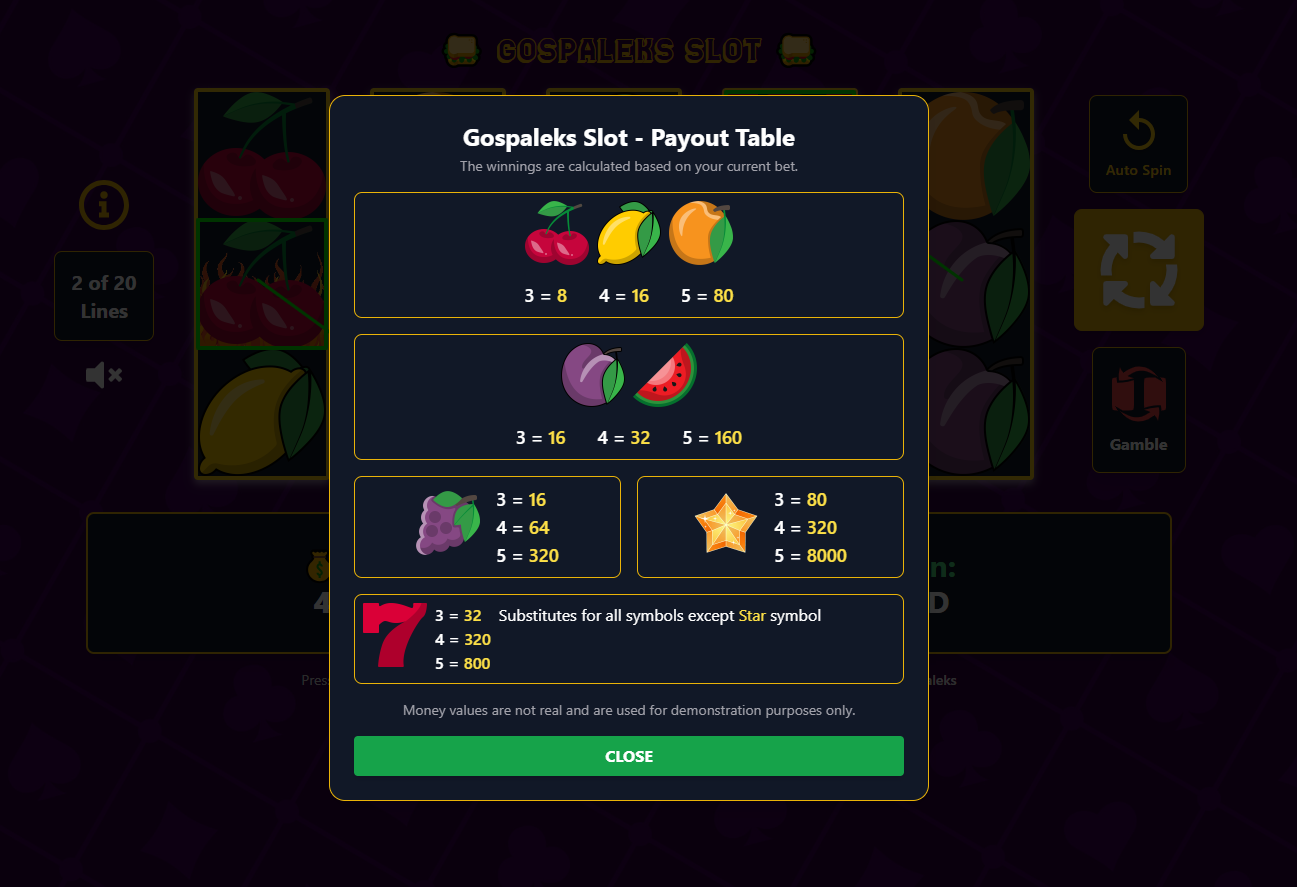 GOSPALEKS SLOT
Gospaleks Slot - Payout Table
The winnings are calculated based on your current bet.
3 = 8 4 = 16 5 = 80
3 = 16 4 = 32 5 = 160
3 = 16
4 = 64
5 = 320
3 = 80
4 = 320
5 = 8000
3 = 32 Substitutes for all symbols except Star symbol
4 = 320
5 = 800
Money values are not real and are used for demonstration purposes only.
CLOSE
2 of 20
Lines
Auto Spin
Gamble